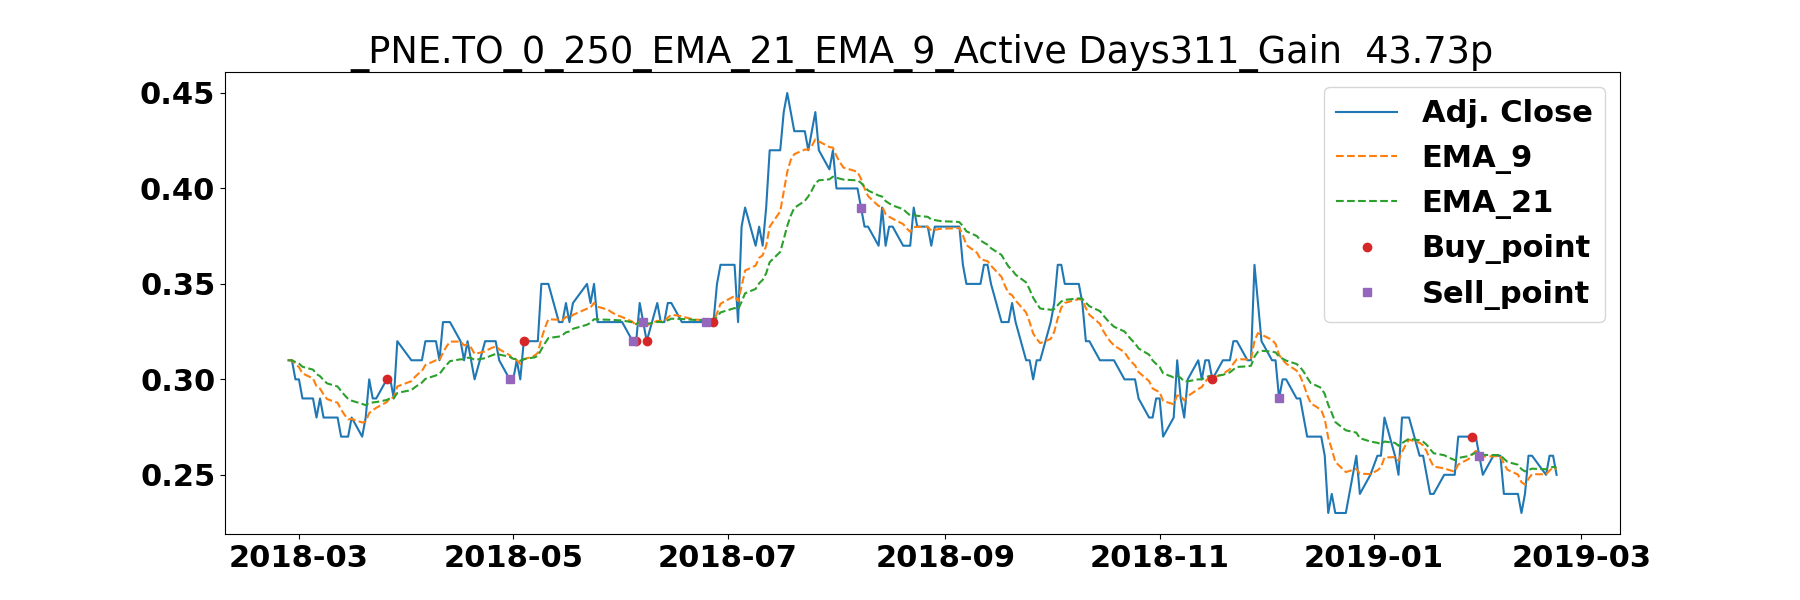 _PNE.TO_0_250_EMA_21_EMA_9_Active Days311_Gain  43.73p
0.45
0.40
0.35
0.30
0.25
Adj. Close
EMA_9
EMA_21
Buy_point
Sell_point
2018-03 2018-05 2018-07 2018-09 2018-11 2019-01 2019-03